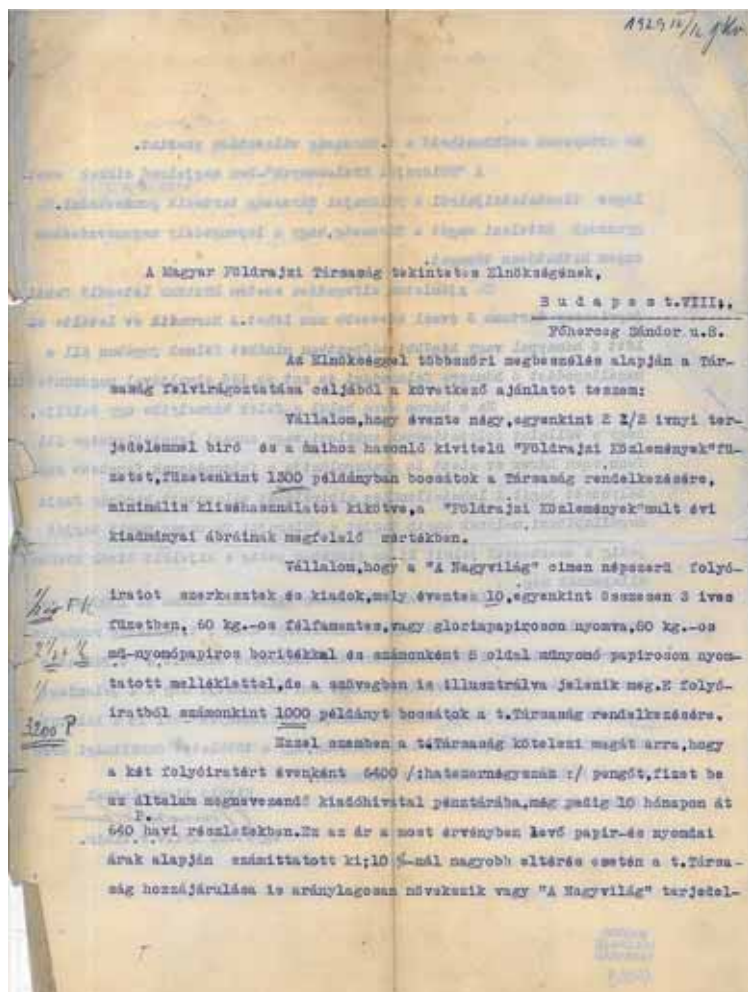 1929 IV/12
A Magyar Földrajzi Társaság tekintetes Elnökségének,
Budapest.VIII.,
Főherceg Sándor u.8.
Az Elnökséggel többszöri megbeszélés alapján a Tár-
saság felvirágoztatása céljából a következő ajánlatot teszem:
Vállalom,hogy évente négy,egyenkint 2 1/2 ivnyi ter-
jedelemmel biró és a maihoz hasonló kivitelü "Földrajzi Közlemények"fü-
zetet,füzetenkint 1300 példányban bocsátok a Társaság rendelkezésére,
minimális kliséhasználatot kikötve,a "Földrajzi Közlemények"mult évi
kiadmányai ábráinak megfelelő mértékben.
Vállalom,hogy a "A Nagyvilág" cimen népszerü folyó-
iratot szerkesztek és kiadok,mely évente 10,egyenkint összesen 3 ives
füzetben, 60 kg.-os félfamentes,vagy gloriapapiroson nyomva,80 kg.-os
mü-nyomópapiros boritékkal és számonként 8 oldal münyomó papiroson nyom-
tatott melléklettel,de a szövegben is illusztrálva jelenik meg.E folyó-
iratból számonkint 1000 példányt bocsátok a t.Társaság rendelkezésére.
3200 P
Ezzel szemben a t.Társaság kötelezi magát arra,hogy
a két folyóiratért évenként 6400 /:hatezernégyszáz :/ pengőt,fizet be
az általam megnevezendő kiadóhivatal pénztárába,még pedig 10 hónapon át
P.
640 havi részletekben.Ez az ár a most érvényben levő papir-és nyomdai
árak alapján számittatott ki;10 %-nál nagyobb eltérés esetén a t.Társa-
ság hozzájárulása is aránylagosan növekszik vagy "A Nagyvilág" terjedel-